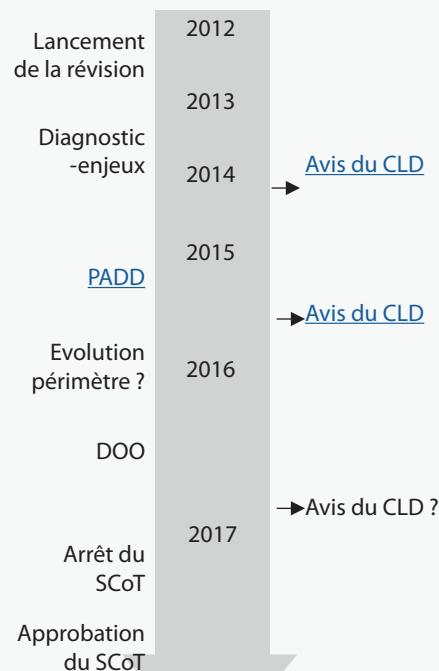 2012
Lancement
de la révision
2013
Diagnostic
-enjeux
Avis du CLD
2014
2015
PADD
Avis du CLD
Evolution
périmètre ?
2016
DOO
Avis du CLD ?
2017
Arrêt du
SCoT
Approbation
du SCoT